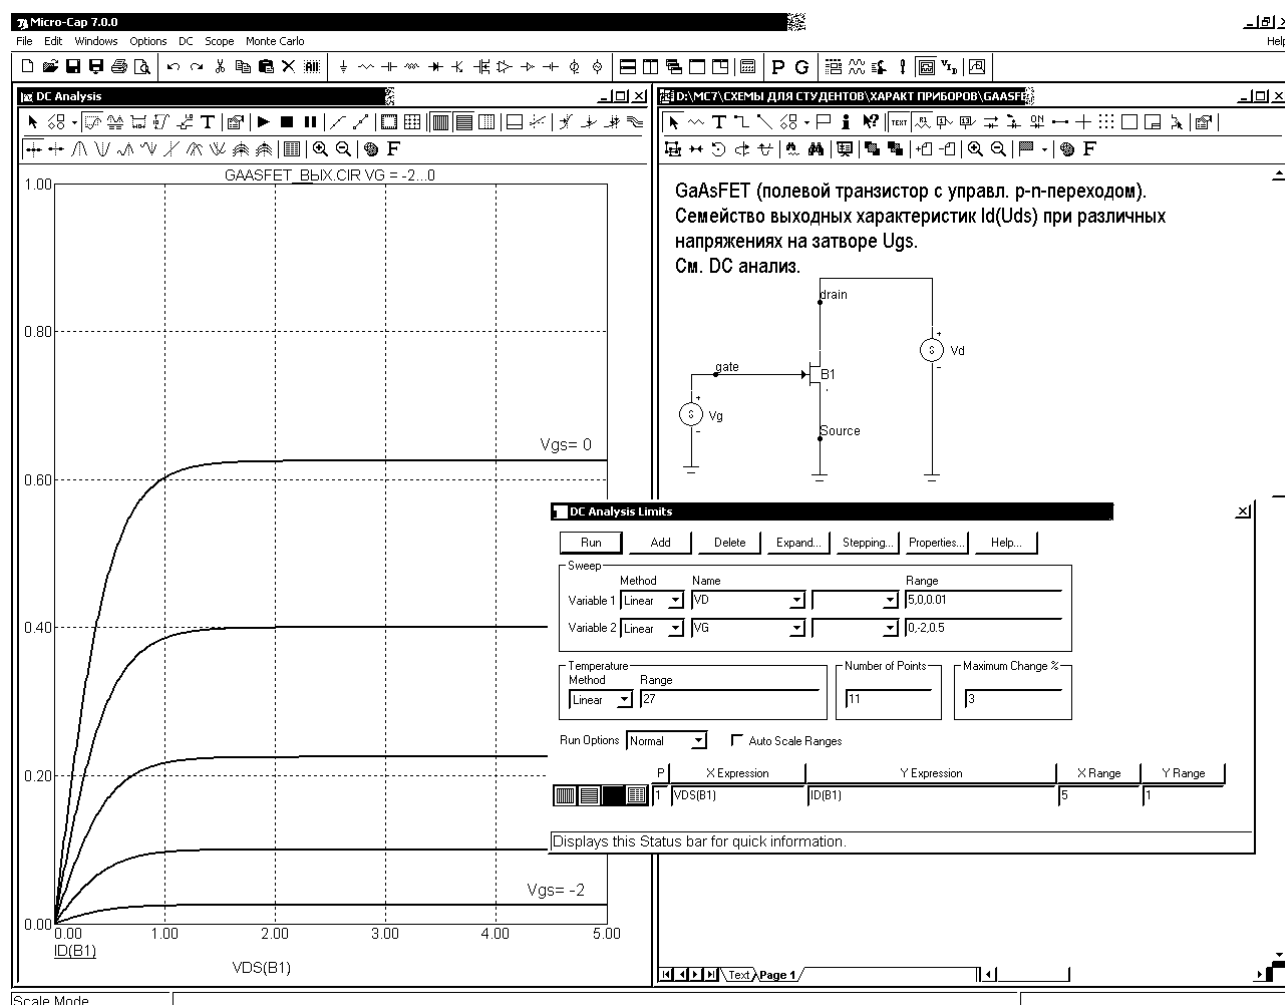 Micro-Cap 7.0.0
File Edit Windows Options DC Scope Monte Carlo
Help
P G
DC Analysis
T
F
GAASFET_ВЫХ.CIR VG = -2...0
1.00
0.80
0.60
0.40
0.20
0.00
Vgs= 0
Vgs= -2
0.00 1.00 2.00 3.00 4.00 5.00
ID(B1)
VDS(B1)
D:\MC7\СХЕМЫ ДЛЯ СТУДЕНТОВ\ХАРАКТ ПРИБОРОВ\GAASFE
T TEXT ON
F
GaAsFET (полевой транзистор с управл. p-n-переходом).
Семейство выходных характеристик Id(Uds) при различных
напряжениях на затворе Ugs.
См. DC анализ.
drain
+
S Vd
-
gate
B1
+
S Vg
-
Source
DC Analysis Limits
Run Add Delete Expand... Stepping... Properties... Help...
Sweep
Method Name Range
Variable 1 Linear VD 5,0,0.01
Variable 2 Linear VG 0,-2,0.5
Temperature Number of Points Maximum Change %
Method Range
Linear 27 11 3
Run Options Normal Auto Scale Ranges
P X Expression Y Expression X Range Y Range
1 VDS(B1) ID(B1) 5 1
Displays this Status bar for quick information.
Text Page 1
Scale Mode